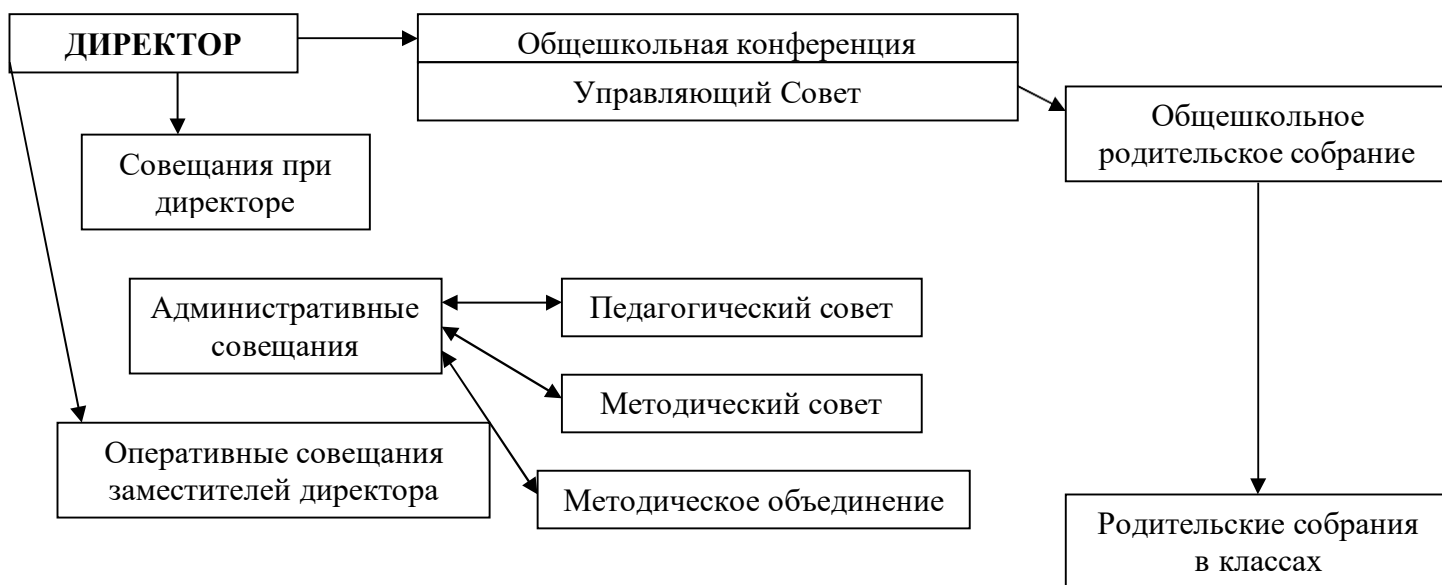 ДИРЕКТОР
Общешкольная конференция
Управляющий Совет
Общешкольное
родительское собрание
Совещания при
директоре
Административные
совещания
Педагогический совет
Методический совет
Оперативные совещания
заместителей директора
Методическое объединение
Родительские собрания
в классах